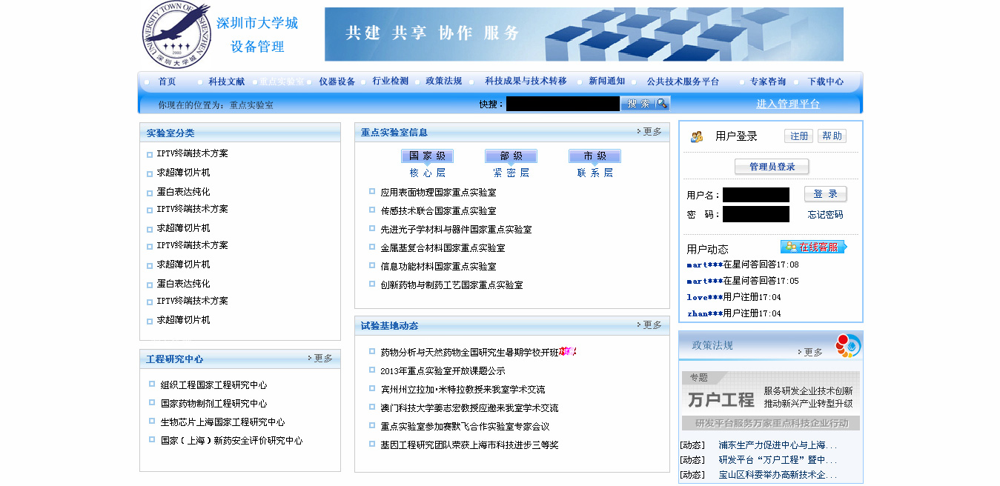 UNIVERSITY TOWN OF SHENZHEN
2000
深圳大学城
深圳市大学城
设备管理
共建 共享 协作 服务
首页 科技文献 重点实验室 仪器设备 行业检测 政策法规 科技成果与技术转移 新闻通知 公共技术服务平台 专家咨询 下载中心
你现在的位置为：重点实验室
快搜：
搜 索
进入管理平台
实验室分类
IPTV终端技术方案
求超薄切片机
蛋白表达纯化
IPTV终端技术方案
求超薄切片机
IPTV终端技术方案
求超薄切片机
蛋白表达纯化
IPTV终端技术方案
求超薄切片机
工程研究中心 更多
组织工程国家工程研究中心
国家药物制剂工程研究中心
生物芯片上海国家工程研究中心
国家（上海）新药安全评价研究中心
重点实验室信息 更多
国 家 级 部 级 市 级
核 心 层 紧 密 层 联 系 层
应用表面物理国家重点实验室
传感技术联合国家重点实验室
先进光子学材料与器件国家重点实验室
金属基复合材料国家重点实验室
信息功能材料国家重点实验室
创新药物与制药工艺国家重点实验室
试验基地动态 更多
药物分析与天然药物全国研究生暑期学校开班
2013年重点实验室开放课题公示
宾州州立拉加·米特拉教授来我室学术交流
澳门科技大学姜志宏教授应邀来我室学术交流
重点实验室参加赛默飞合作实验室专家会议
基因工程研究团队荣获上海市科技进步三等奖
用户登录 注册 帮助
管理员登录
用户名： 登 录
密 码： 忘记密码
用户动态 在线客服
mart***在星问答回答17:08
mart***在星问答回答17:05
love***用户注册17:04
zhan***用户注册17:04
政策法规 更多
专题
万户工程
服务研发企业技术创新
推动新兴产业转型升级
研发平台服务万家重点科技企业行动
[动态] 浦东生产力促进中心与上海...
[动态] 研发平台“万户工程”暨中...
[动态] 宝山区科委举办高新技术企...